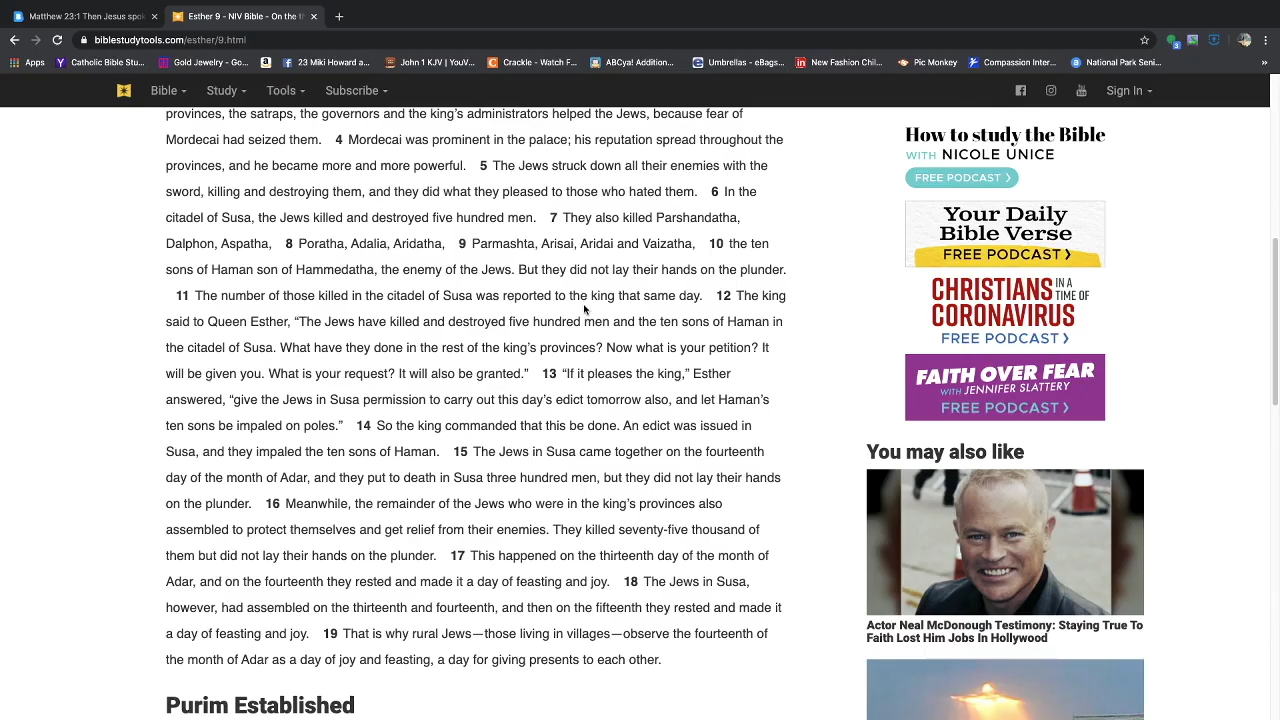 Matthew 23:1 Then Jesus spok
Esther 9 - NIV Bible - On the th
biblestudytools.com/esther/9.html
Apps
Catholic Bible Stu...
Gold Jewelry - Go...
23 Miki Howard a...
John 1 KJV | YouV...
Crackle - Watch F...
ABCya! Addition...
Umbrellas - eBags...
New Fashion Chil...
Pic Monkey
Compassion Inter...
National Park Seni...
»
Bible
Study
Tools
Subscribe
Sign In
provinces, the satraps, the governors and the king’s administrators helped the Jews, because fear of
Mordecai had seized them. 4 Mordecai was prominent in the palace; his reputation spread throughout the
provinces, and he became more and more powerful. 5 The Jews struck down all their enemies with the
sword, killing and destroying them, and they did what they pleased to those who hated them. 6 In the
citadel of Susa, the Jews killed and destroyed five hundred men. 7 They also killed Parshandatha,
Dalphon, Aspatha, 8 Poratha, Adalia, Aridatha, 9 Parmashta, Arisai, Aridai and Vaizatha, 10 the ten
sons of Haman son of Hammedatha, the enemy of the Jews. But they did not lay their hands on the plunder.
11 The number of those killed in the citadel of Susa was reported to the king that same day. 12 The king
said to Queen Esther, “The Jews have killed and destroyed five hundred men and the ten sons of Haman in
the citadel of Susa. What have they done in the rest of the king’s provinces? Now what is your petition? It
will be given you. What is your request? It will also be granted.” 13 “If it pleases the king,” Esther
answered, “give the Jews in Susa permission to carry out this day’s edict tomorrow also, and let Haman’s
ten sons be impaled on poles.” 14 So the king commanded that this be done. An edict was issued in
Susa, and they impaled the ten sons of Haman. 15 The Jews in Susa came together on the fourteenth
day of the month of Adar, and they put to death in Susa three hundred men, but they did not lay their hands
on the plunder. 16 Meanwhile, the remainder of the Jews who were in the king’s provinces also
assembled to protect themselves and get relief from their enemies. They killed seventy-five thousand of
them but did not lay their hands on the plunder. 17 This happened on the thirteenth day of the month of
Adar, and on the fourteenth they rested and made it a day of feasting and joy. 18 The Jews in Susa,
however, had assembled on the thirteenth and fourteenth, and then on the fifteenth they rested and made it
a day of feasting and joy. 19 That is why rural Jews—those living in villages—observe the fourteenth of
the month of Adar as a day of joy and feasting, a day for giving presents to each other.
Purim Established
How to study the Bible
WITH NICOLE UNICE
FREE PODCAST
Your Daily
Bible Verse
FREE PODCAST
CHRISTIANS IN A
TIME OF
CORONAVIRUS
FREE PODCAST
FAITH OVER FEAR
WITH JENNIFER SLATTERY
FREE PODCAST
You may also like
Actor Neal McDonough Testimony: Staying True To
Faith Lost Him Jobs In Hollywood